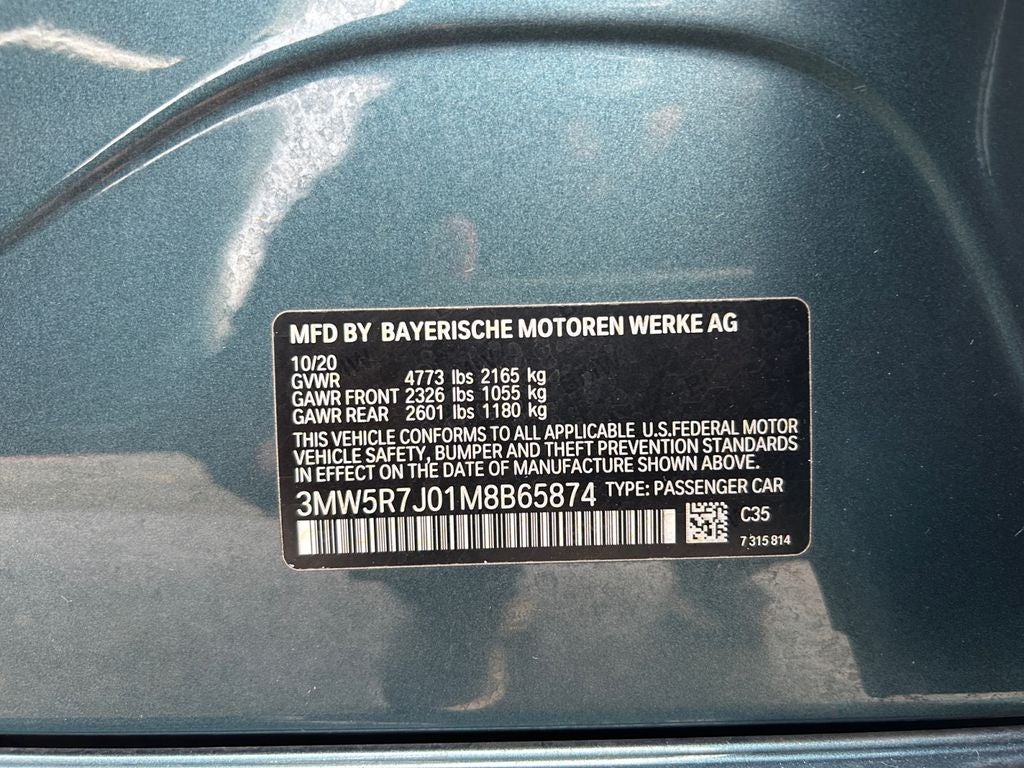 MFD BY BAYERISCHE MOTOREN WERKE AG
10/20
GVWR 4773 lbs 2165 kg
GAWR FRONT 2326 lbs 1055 kg
GAWR REAR 2601 lbs 1180 kg
THIS VEHICLE CONFORMS TO ALL APPLICABLE U.S.FEDERAL MOTOR
VEHICLE SAFETY, BUMPER AND THEFT PREVENTION STANDARDS
IN EFFECT ON THE DATE OF MANUFACTURE SHOWN ABOVE.
3MW5R7J01M8B65874 TYPE: PASSENGER CAR
C35
7 315 814